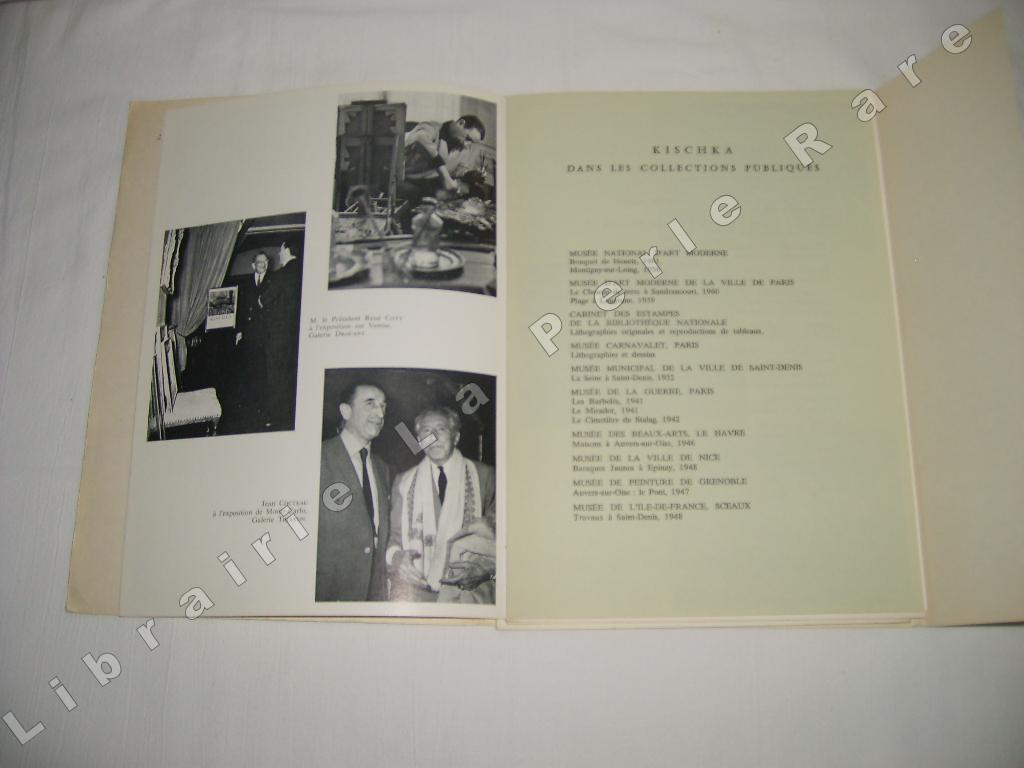 M. le Président René Coty
à l'exposition sur Venise,
Galerie
Jean Cocteau
à l'exposition de Monte-Carlo,
Galerie
KISCHKA
DANS LES COLLECTIONS PUBLIQUES
MUSÉE NATIONAL D'ART MODERNE
Bouquet de
Montigny-sur-Loing,
MUSÉE D'ART MODERNE DE LA VILLE DE PARIS
Le à Sandrancourt, 1960
Plage à 1959
CABINET DES ESTAMPES
DE LA BIBLIOTHÈQUE NATIONALE
Lithographies originales et reproductions de tableaux.
MUSÉE CARNAVALET, PARIS
Lithographies et dessins
MUSÉE MUNICIPAL DE LA VILLE DE SAINT-DENIS
La Seine à Saint-Denis, 1932
MUSÉE DE LA GUERRE, PARIS
Les Barbelés, 1941
Le Mirador, 1941
Le Cimetière du Stalag, 1942
MUSÉE DES BEAUX-ARTS, LE HAVRE
Maisons à Auvers-sur-Oise, 1946
MUSÉE DE LA VILLE DE NICE
Baraques Jaunes à Epinay, 1948
MUSÉE DE PEINTURE DE GRENOBLE
Auvers-sur-Oise : le Pont, 1947
MUSÉE DE L'ILE-DE-FRANCE, SCEAUX
Travaux à Saint-Denis, 1948
Librairie La Perle Rare